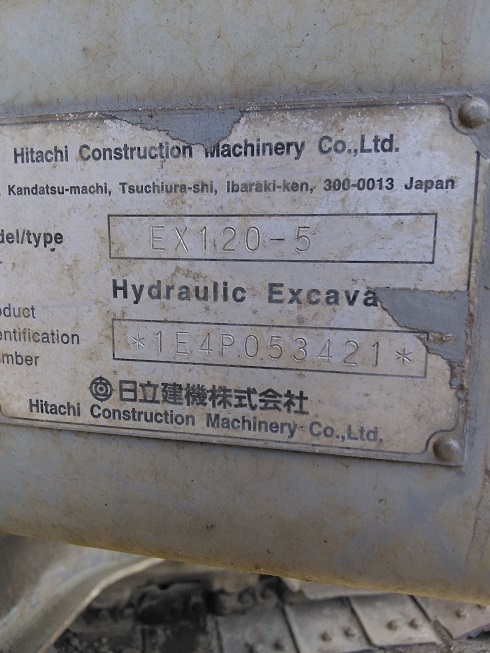 Hitachi Construction Machinery Co.,Ltd.
Kandatsu-machi, Tsuchiura-shi, Ibaraki-ken, 300-0013 Japan
del/type EX120-5
Hydraulic Excava
oduct
entification
mber
*1E4P053421*
日立建機株式会社
Hitachi Construction Machinery Co.,Ltd.